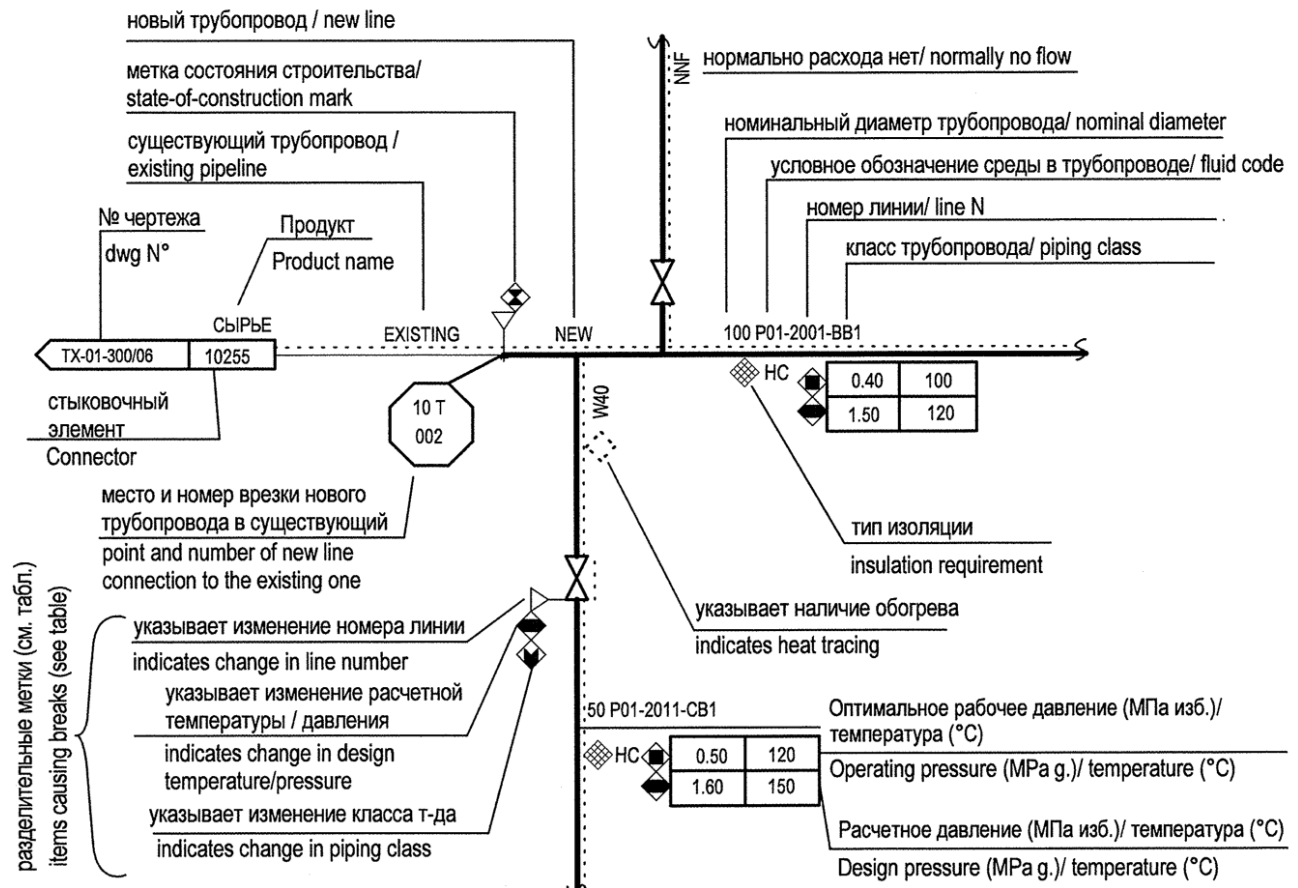 новый трубопровод / new line
метка состояния строительства/
state-of-construction mark
существующий трубопровод /
existing pipeline
№ чертежа
dwg N°
Продукт
Product name
NNF
нормально расхода нет/ normally no flow
номинальный диаметр трубопровода/ nominal diameter
условное обозначение среды в трубопроводе/ fluid code
номер линии/ line N
класс трубопровода/ piping class
СЫРЬЕ
EXISTING
NEW
100 P01-2001-BB1
TX-01-300/06
10255
HC
0.40
100
1.50
120
стыковочный
элемент
Connector
10 T
002
W40
место и номер врезки нового
трубопровода в существующий
point and number of new line
connection to the existing one
тип изоляции
insulation requirement
указывает наличие обогрева
indicates heat tracing
разделительные метки (см. табл.)
items causing breaks (see table)
указывает изменение номера линии
indicates change in line number
указывает изменение расчетной
температуры / давления
indicates change in design
temperature/pressure
указывает изменение класса т-да
indicates change in piping class
50 P01-2011-CB1
HC
0.50
120
1.60
150
Оптимальное рабочее давление (МПа изб.)/
температура (°C)
Operating pressure (MPa g.)/ temperature (°C)
Расчетное давление (МПа изб.)/ температура (°C)
Design pressure (MPa g.)/ temperature (°C)